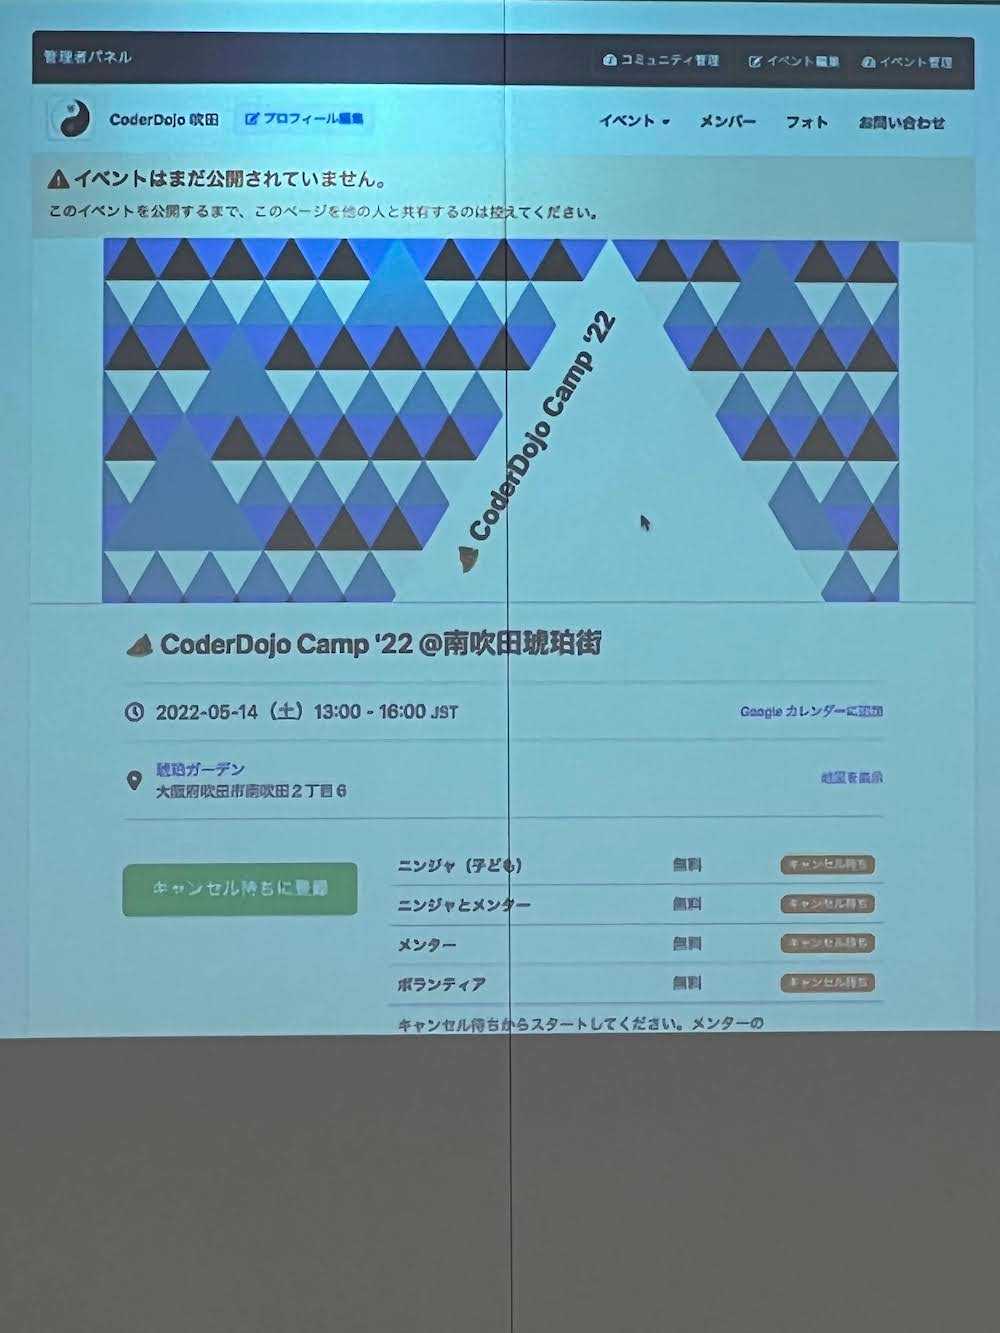 管理者パネル
コミュニティ管理
イベント編集
イベント管理
CoderDojo 吹田
プロフィール編集
イベント
メンバー
フォト
お問い合わせ
イベントはまだ公開されていません。
このイベントを公開するまで、このページを他の人と共有するのは控えてください。
CoderDojo Camp '22
CoderDojo Camp '22 @南吹田琥珀街
2022-05-14（土）13:00 - 16:00 JST
Google カレンダーに追加
琥珀ガーデン
大阪府吹田市南吹田２丁目６
地図を表示
キャンセル待ちに登録
ニンジャ（子ども） 無料 キャンセル待ち
ニンジャとメンター 無料 キャンセル待ち
メンター 無料 キャンセル待ち
ボランティア 無料 キャンセル待ち
キャンセル待ちからスタートしてください。メンターの